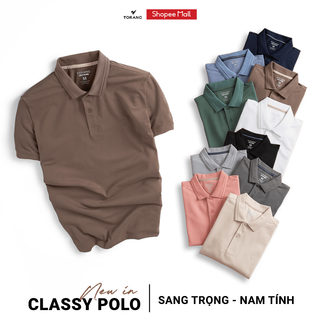 TORANO
Shopee Mall
New in
CLASSY POLO
SANG TRỌNG - NAM TÍNH